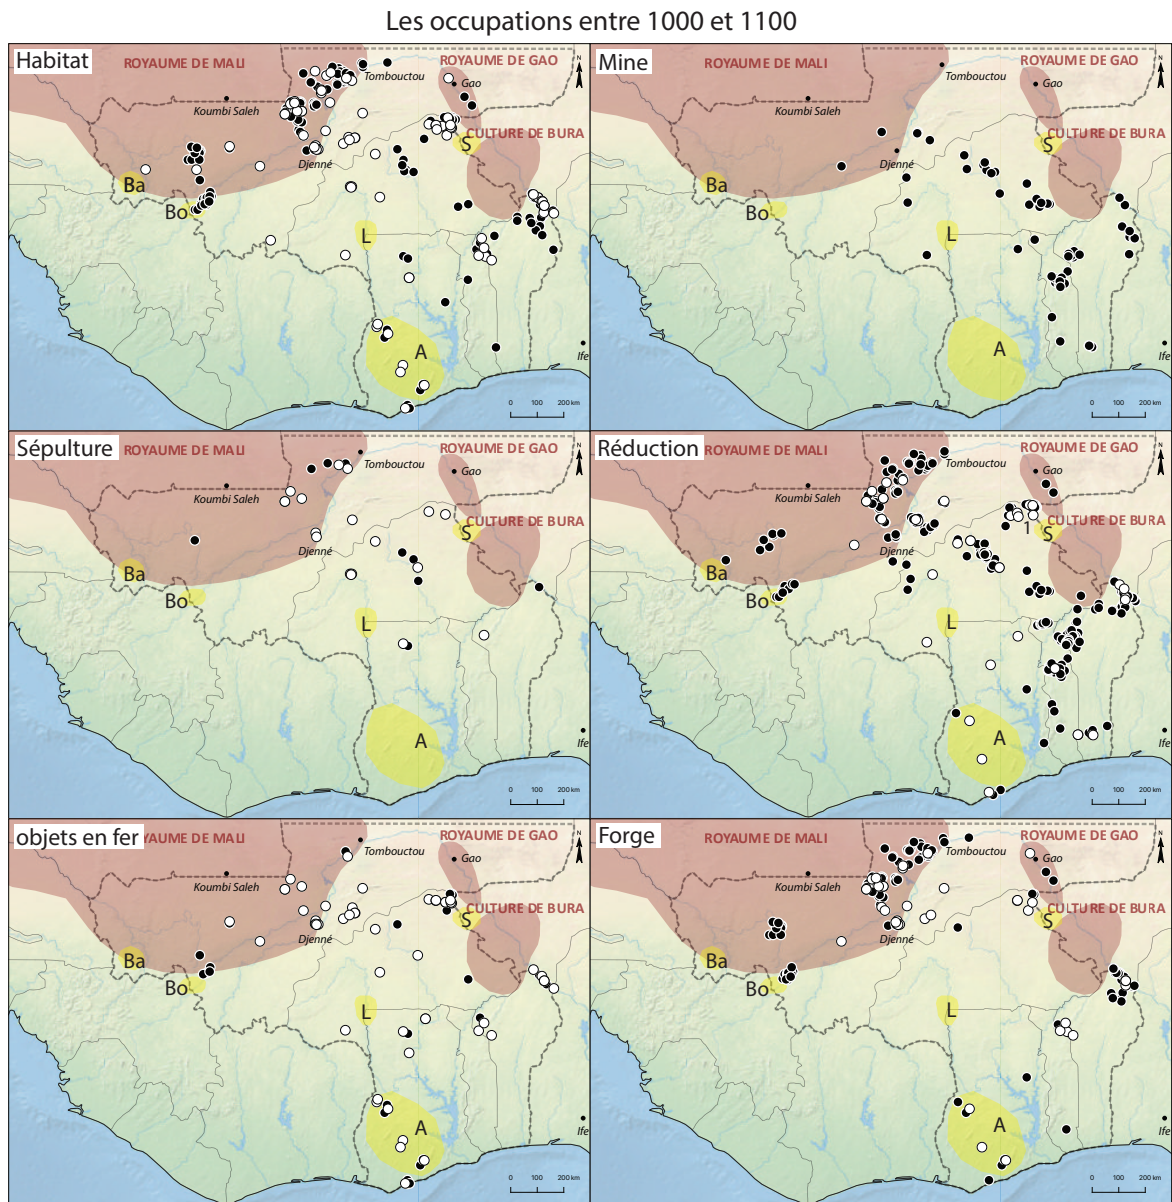 Les occupations entre 1000 et 1100
Habitat
ROYAUME DE MALI
ROYAUME DE GAO
N
Tombouctou
Gao
Koumbi Saleh
CULTURE DE BURA
S
Djenné
Ba
Bo
L
A
Ife
0 100 200 km
Mine
ROYAUME DE MALI
ROYAUME DE GAO
N
Tombouctou
Gao
Koumbi Saleh
CULTURE DE BURA
S
Djenné
Ba
Bo
L
A
Ife
0 100 200 km
Sépulture
ROYAUME DE MALI
ROYAUME DE GAO
N
Tombouctou
Gao
Koumbi Saleh
CULTURE DE BURA
S
Djenné
Ba
Bo
L
A
Ife
0 100 200 km
Réduction
ROYAUME DE MALI
ROYAUME DE GAO
N
Tombouctou
Gao
Koumbi Saleh
CULTURE DE BURA
1
S
Djenné
Ba
Bo
L
A
Ife
0 100 200 km
objets en fer
ROYAUME DE MALI
ROYAUME DE GAO
N
Tombouctou
Gao
Koumbi Saleh
CULTURE DE BURA
S
Djenné
Ba
Bo
L
A
Ife
0 100 200 km
Forge
ROYAUME DE MALI
ROYAUME DE GAO
N
Tombouctou
Gao
Koumbi Saleh
CULTURE DE BURA
S
Djenné
Ba
Bo
L
A
Ife
0 100 200 km